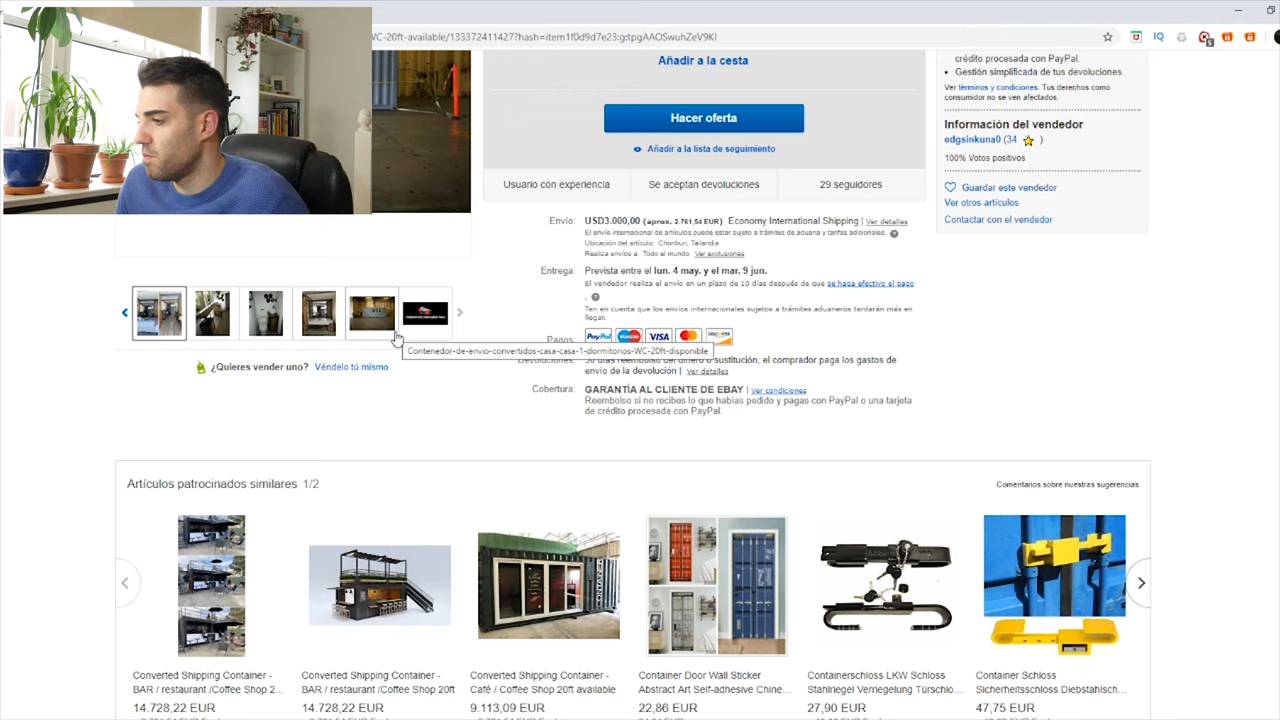 WC-20ft-available/133372411427?hash=item1f0d9d7e23:g:tpgAAOSwuhZeV9KI
Añadir a la cesta
Hacer oferta
Añadir a la lista de seguimiento
Usuario con experiencia
Se aceptan devoluciones
29 seguidores
crédito procesada con PayPal.
Gestión simplificada de tus devoluciones.
Ver términos y condiciones. Tus derechos como
consumidor no se ven afectados.
Información del vendedor
edgsinkuna0 (34 )
100% Votos positivos
Guardar este vendedor
Ver otros artículos
Contactar con el vendedor
Envío: USD3.000,00 (aprox. 2.761,54 EUR) Economy International Shipping | Ver detalles
El envío internacional de artículos puede estar sujeto a trámites de aduana y tarifas adicionales.
Ubicación del artículo: Chonburi, Tailandia
Realiza envíos a: Todo el mundo Ver exclusiones
Entrega: Prevista entre el lun. 4 may. y el mar. 9 jun.
El vendedor realiza el envío en un plazo de 10 días después de que se haga efectivo el pago
.
Ten en cuenta que los envíos internacionales sujetos a trámites aduaneros tardarán más en
llegar.
Pagos:
PayPal VISA DISCOVER
Contenedor-de-envio-convertidos-casa-casa-1-dormitorios-WC-20ft-disponible
Devoluciones: 30 días reembolso del dinero o sustitución, el comprador paga los gastos de
envío de la devolución | Ver detalles
Cobertura: GARANTÍA AL CLIENTE DE EBAY | Ver condiciones
Reembolso si no recibes lo que habías pedido y pagas con PayPal o una tarjeta
de crédito procesada con PayPal.
¿Quieres vender uno? Véndelo tú mismo
Artículos patrocinados similares 1/2
Comentarios sobre nuestras sugerencias
Converted Shipping Container -
BAR / restaurant /Coffee Shop 2...
14.728,22 EUR
Converted Shipping Container -
BAR / restaurant /Coffee Shop 20ft
14.728,22 EUR
Converted Shipping Container -
Café / Coffee Shop 20ft available
9.113,09 EUR
Container Door Wall Sticker
Abstract Art Self-adhesive Chine...
22,86 EUR
Containerschloss LKW Schloss
Stahlriegel Verriegelung Türschlo...
27,90 EUR
Container Schloss
Sicherheitsschloss Diebstahlsch...
47,75 EUR